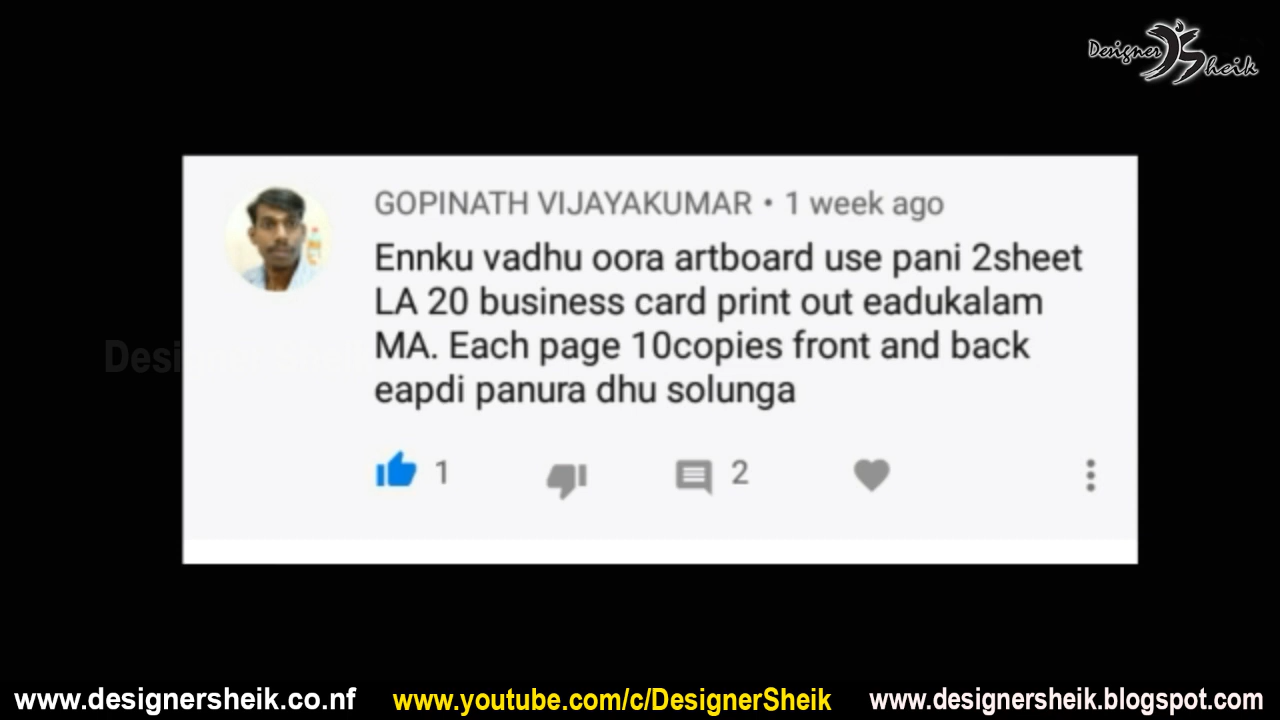 Designer Sheik
GOPINATH VIJAYAKUMAR • 1 week ago
Ennku vadhu oora artboard use pani 2sheet
LA 20 business card print out eadukalam
MA. Each page 10copies front and back
eapdi panura dhu solunga
Designer Sheik
1
2
www.designersheik.co.nf
www.youtube.com/c/DesignerSheik
www.designersheik.blogspot.com